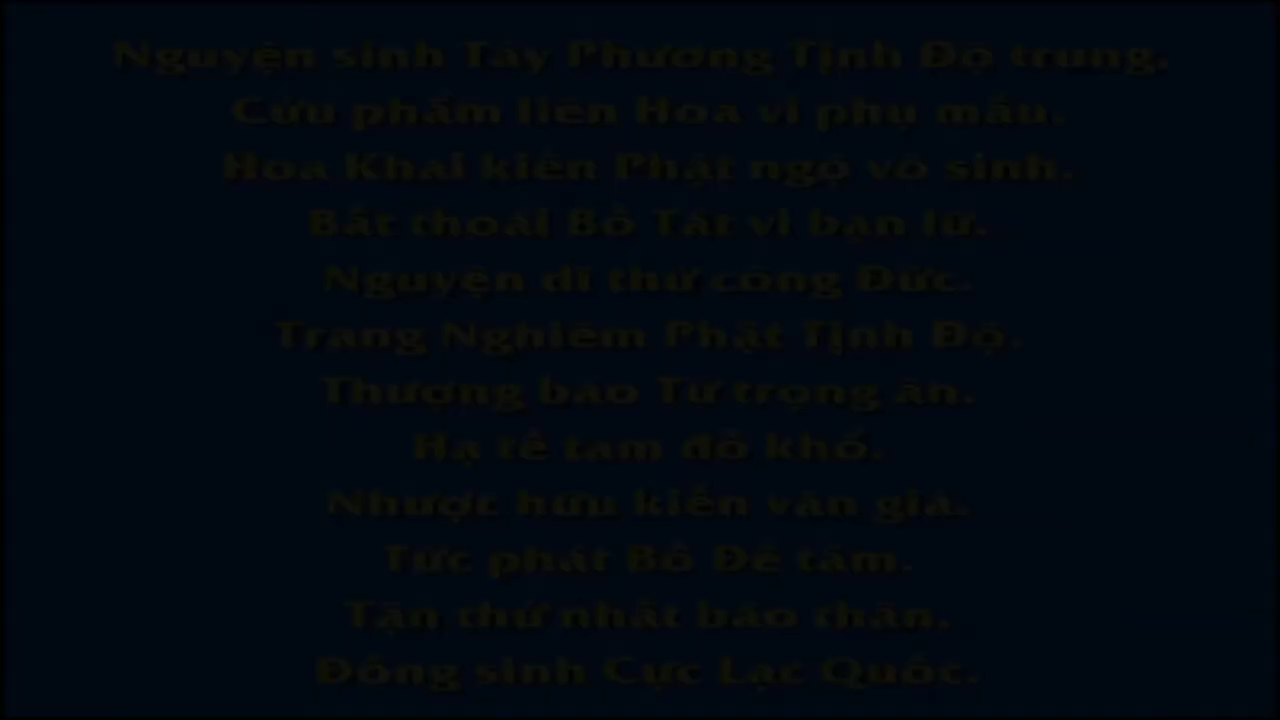 Nguyện sinh Tây Phương Tịnh Độ trung.
Cửu phẩm liên Hoa vi phụ mẫu.
Hoa Khai kiến Phật ngộ vô sinh.
Bất thoái Bồ Tát vi bạn lữ.
Nguyện dĩ thử công Đức.
Trang Nghiêm Phật Tịnh Độ.
Thượng báo Tứ trọng ân.
Hạ tế tam đồ khổ.
Nhược hữu kiến văn giả.
Tức phát Bồ Đề tâm.
Tận thử nhất báo thân.
Đồng sinh Cực Lạc Quốc.